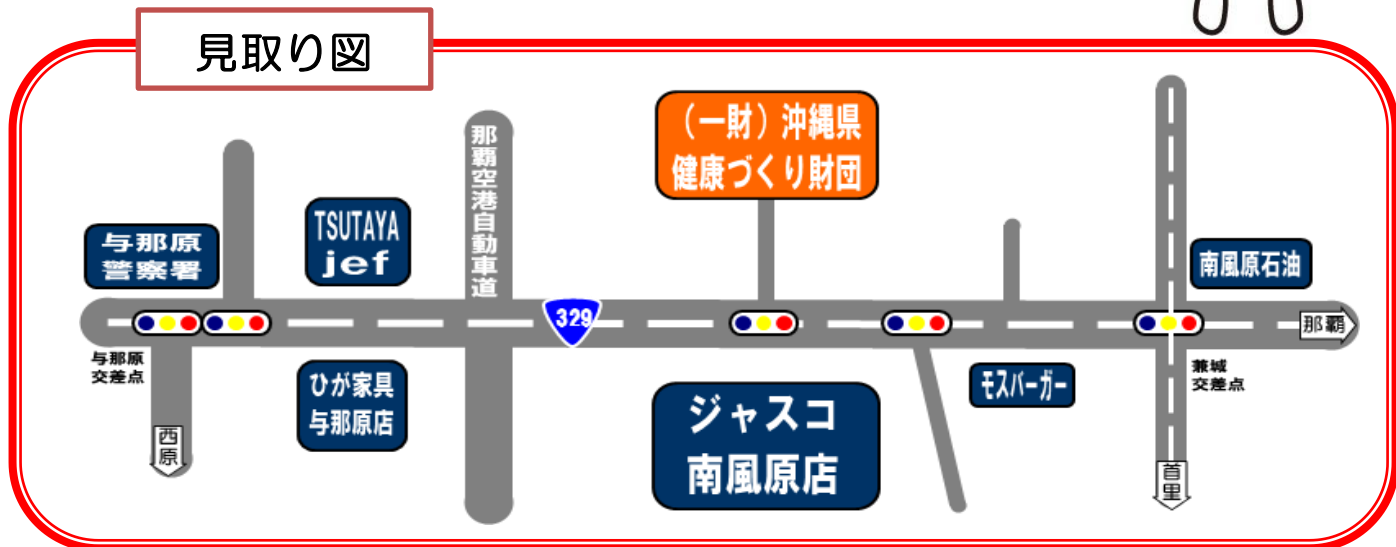 見取り図
(一財)沖縄県
健康づくり財団
那覇空港自動車道
TSUTAYA
jef
与那原
警察署
南風原石油
329
那覇
与那原
交差点
兼城
交差点
ひが家具
与那原店
モスバーガー
ジャスコ
南風原店
西原
首里